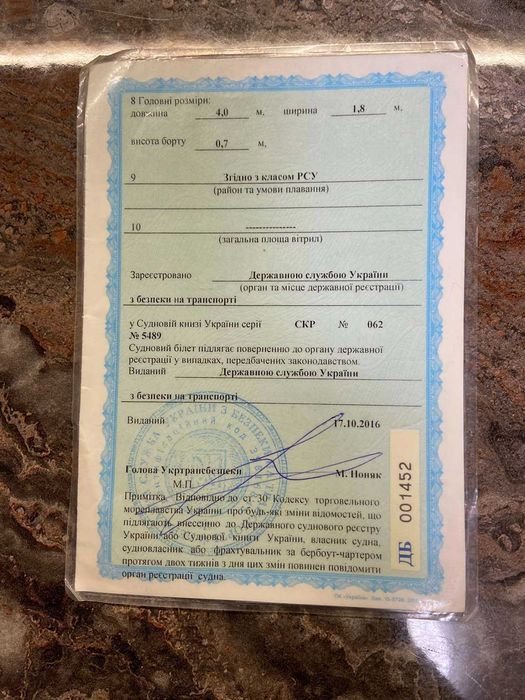 8 Головні розміри:
довжина 4,0 м, ширина 1,8 м,
висота борту 0,7 м,
9 Згідно з класом РСУ
(район та умови плавання)
10 ---------------
(загальна площа вітрил)
Зареєстровано Державною службою України
(орган та місце державної реєстрації)
з безпеки на транспорті
у Судновій книзі України серії СКР № 062
№ 5489
Судновий білет підлягає поверненню до органу державної
реєстрації у випадках, передбачених законодавством.
Виданий Державною службою України
з безпеки на транспорті
Виданий 17.10.2016
Голова Укртрансбезпеки М. Ноняк
М.П.
Примітка. Відповідно до ст. 30 Кодексу торговельного
мореплавства України, про будь-які зміни відомостей, що
підлягають внесенню до Державного суднового реєстру
України або Суднової книги України, власник судна,
судновласник або фрахтувальник за бербоут-чартером
протягом двох тижнів з дня цих змін повинен повідомити
орган реєстрації судна.
ДБ 001452